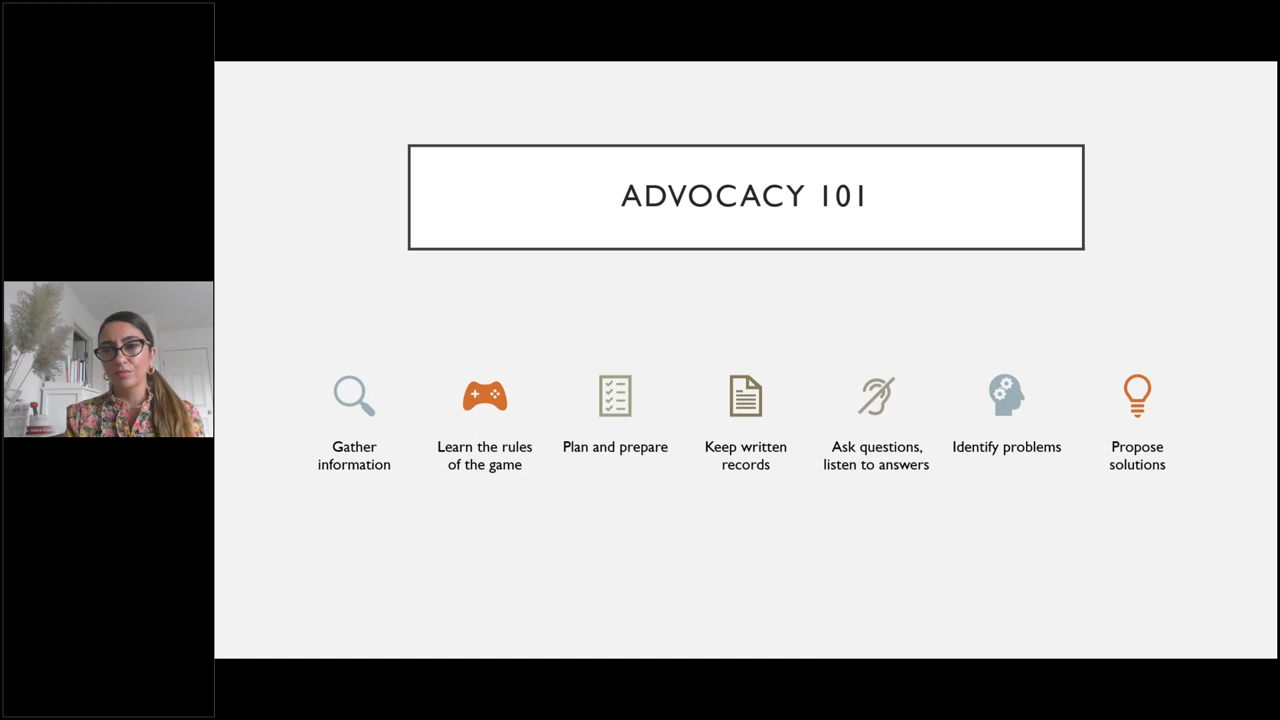 ADVOCACY 101
Gather
information
Learn the rules
of the game
Plan and prepare
Keep written
records
Ask questions,
listen to answers
Identify problems
Propose
solutions